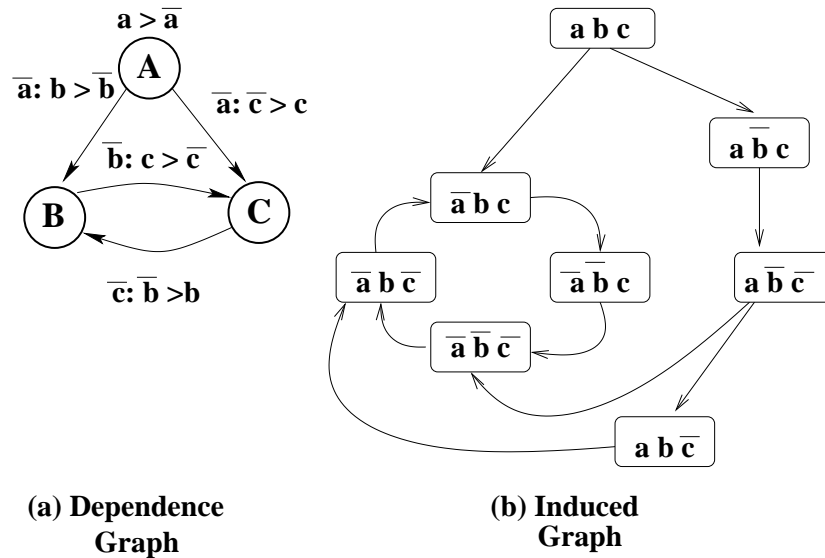 a > a̅
A
a̅: b > b̅
a̅: c̅ > c
b̅: c > c̅
B
C
c̅: b̅ >b
(a) Dependence
Graph
a b c
a b̅ c
a̅ b c
a̅ b c̅
a̅ b̅ c
a b̅ c̅
a̅ b̅ c̅
a b c̅
(b) Induced
Graph